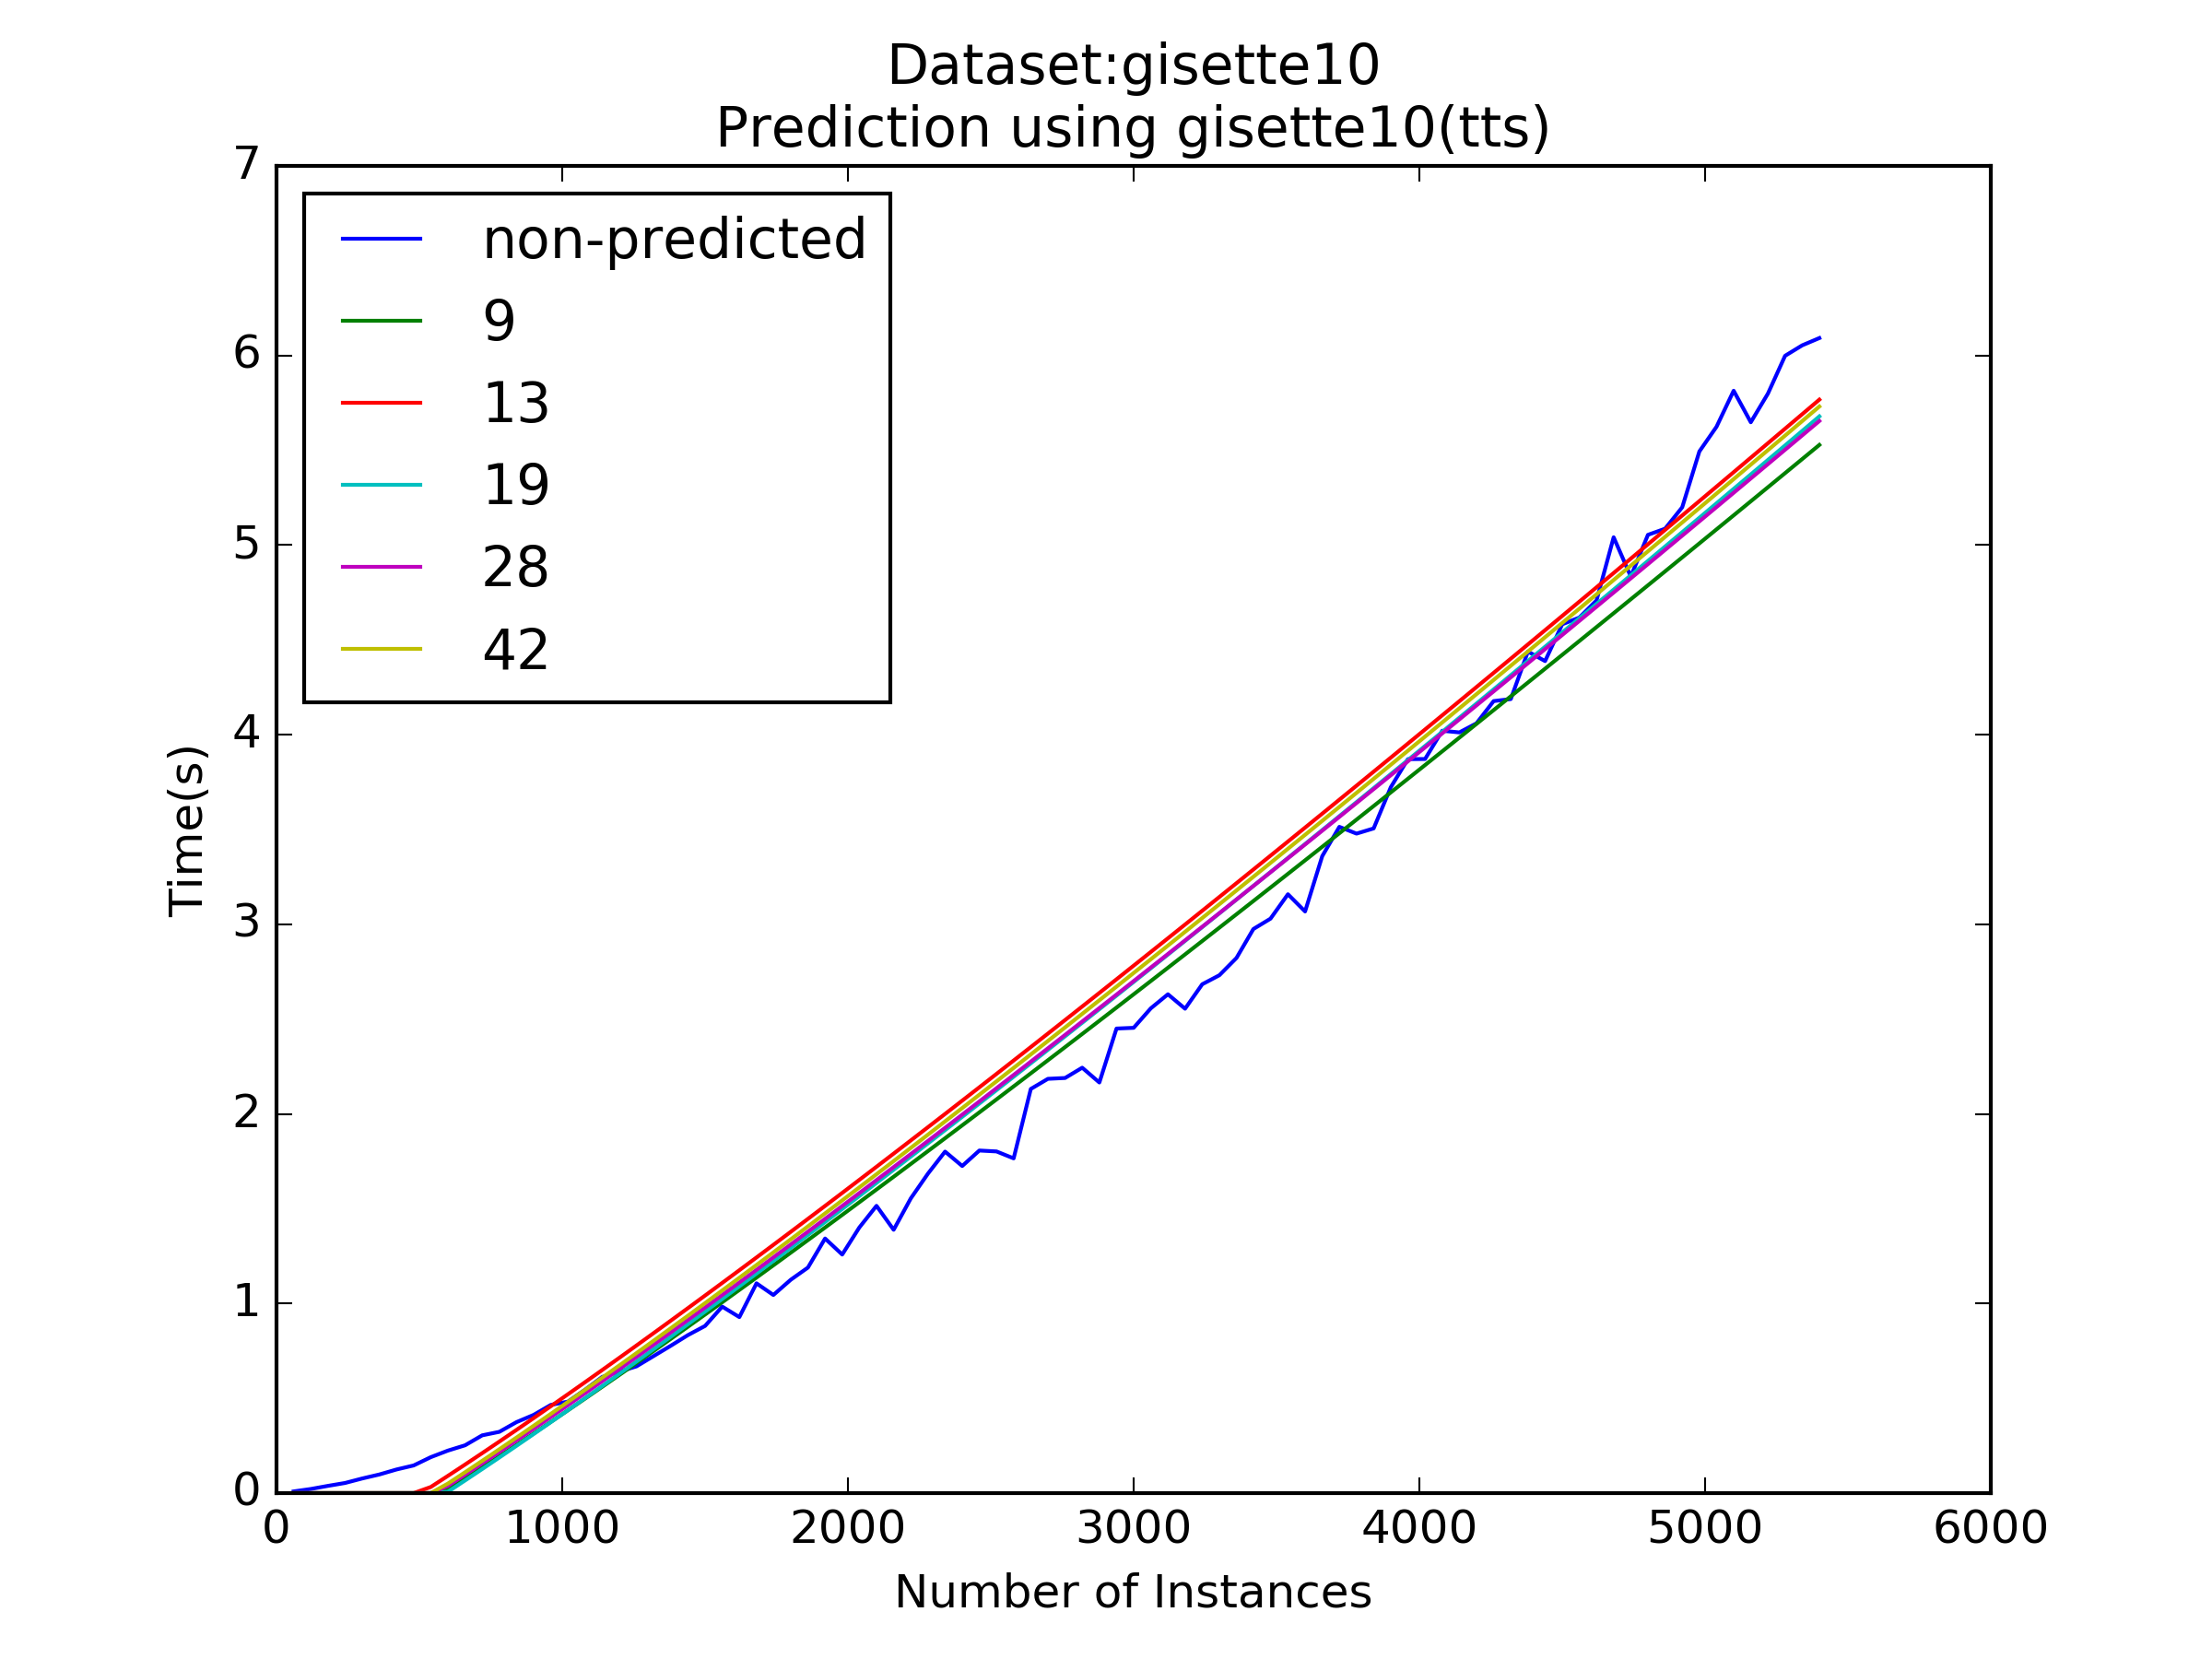 Dataset:gisette10
Prediction using gisette10(tts)
7
6
5
4
3
2
1
0
Time(s)
non-predicted
9
13
19
28
42
0 1000 2000 3000 4000 5000 6000
Number of Instances